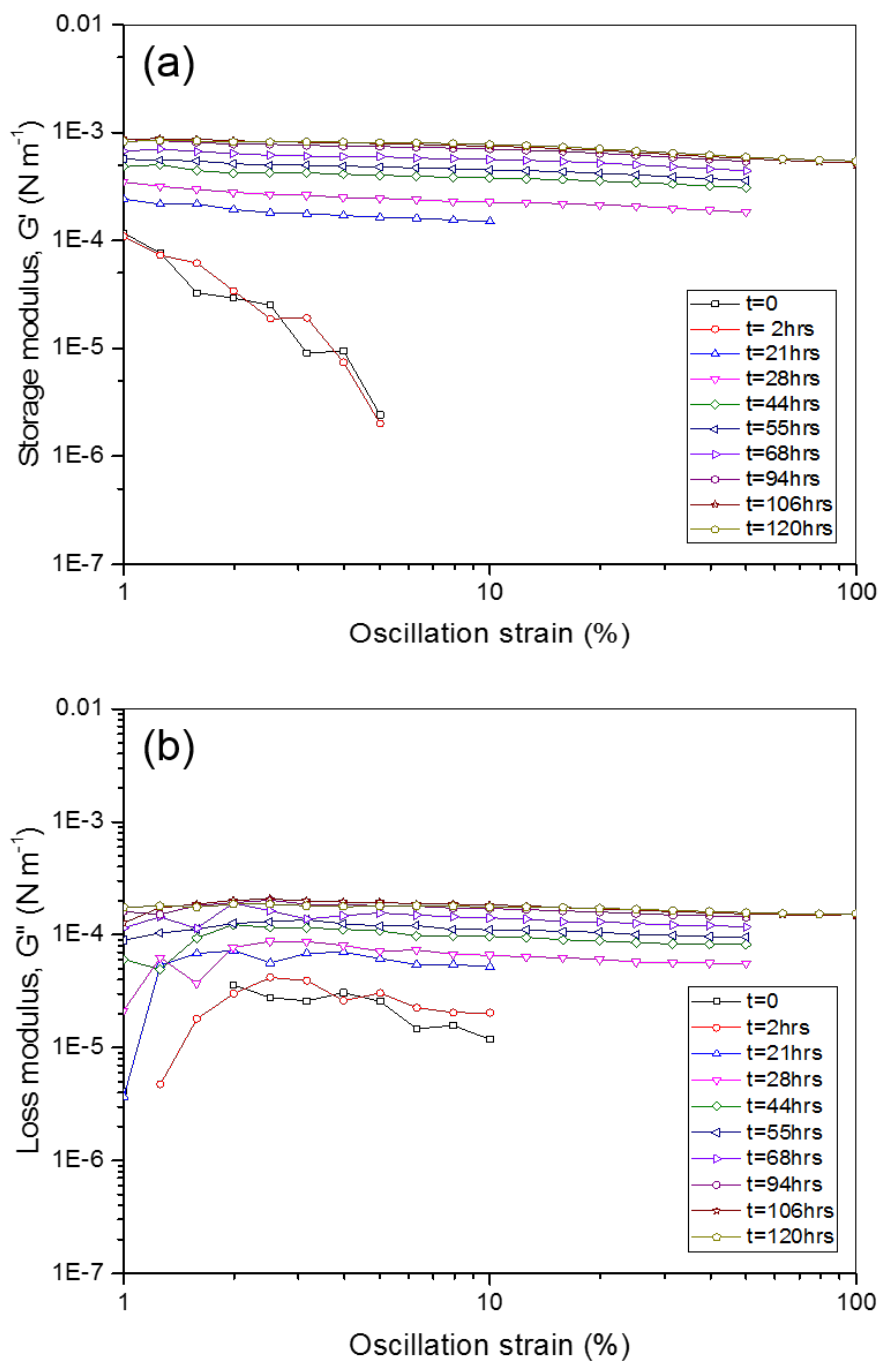 (a)
Storage modulus, G' (N m-1)
0.01
1E-3
1E-4
1E-5
1E-6
1E-7
1
10
100
Oscillation strain (%)
t=0
t= 2hrs
t=21hrs
t=28hrs
t=44hrs
t=55hrs
t=68hrs
t=94hrs
t=106hrs
t=120hrs
(b)
Loss modulus, G" (N m-1)
0.01
1E-3
1E-4
1E-5
1E-6
1E-7
1
10
100
Oscillation strain (%)
t=0
t=2hrs
t=21hrs
t=28hrs
t=44hrs
t=55hrs
t=68hrs
t=94hrs
t=106hrs
t=120hrs